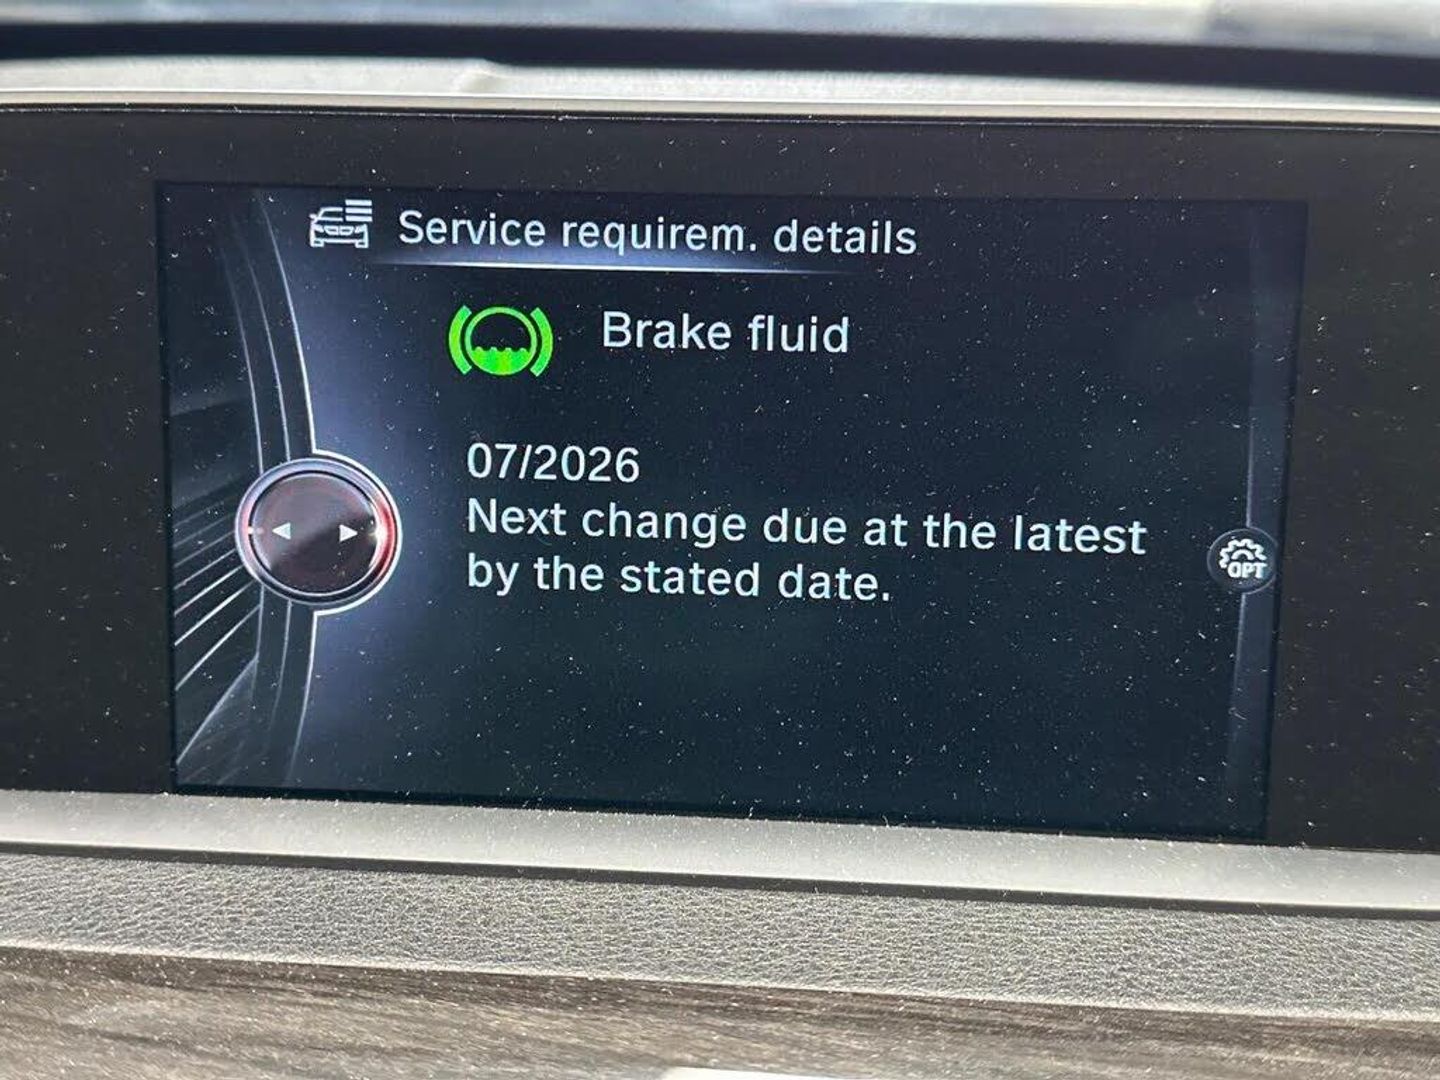 Service requirem. details
Brake fluid
07/2026
Next change due at the latest
by the stated date.
OPT